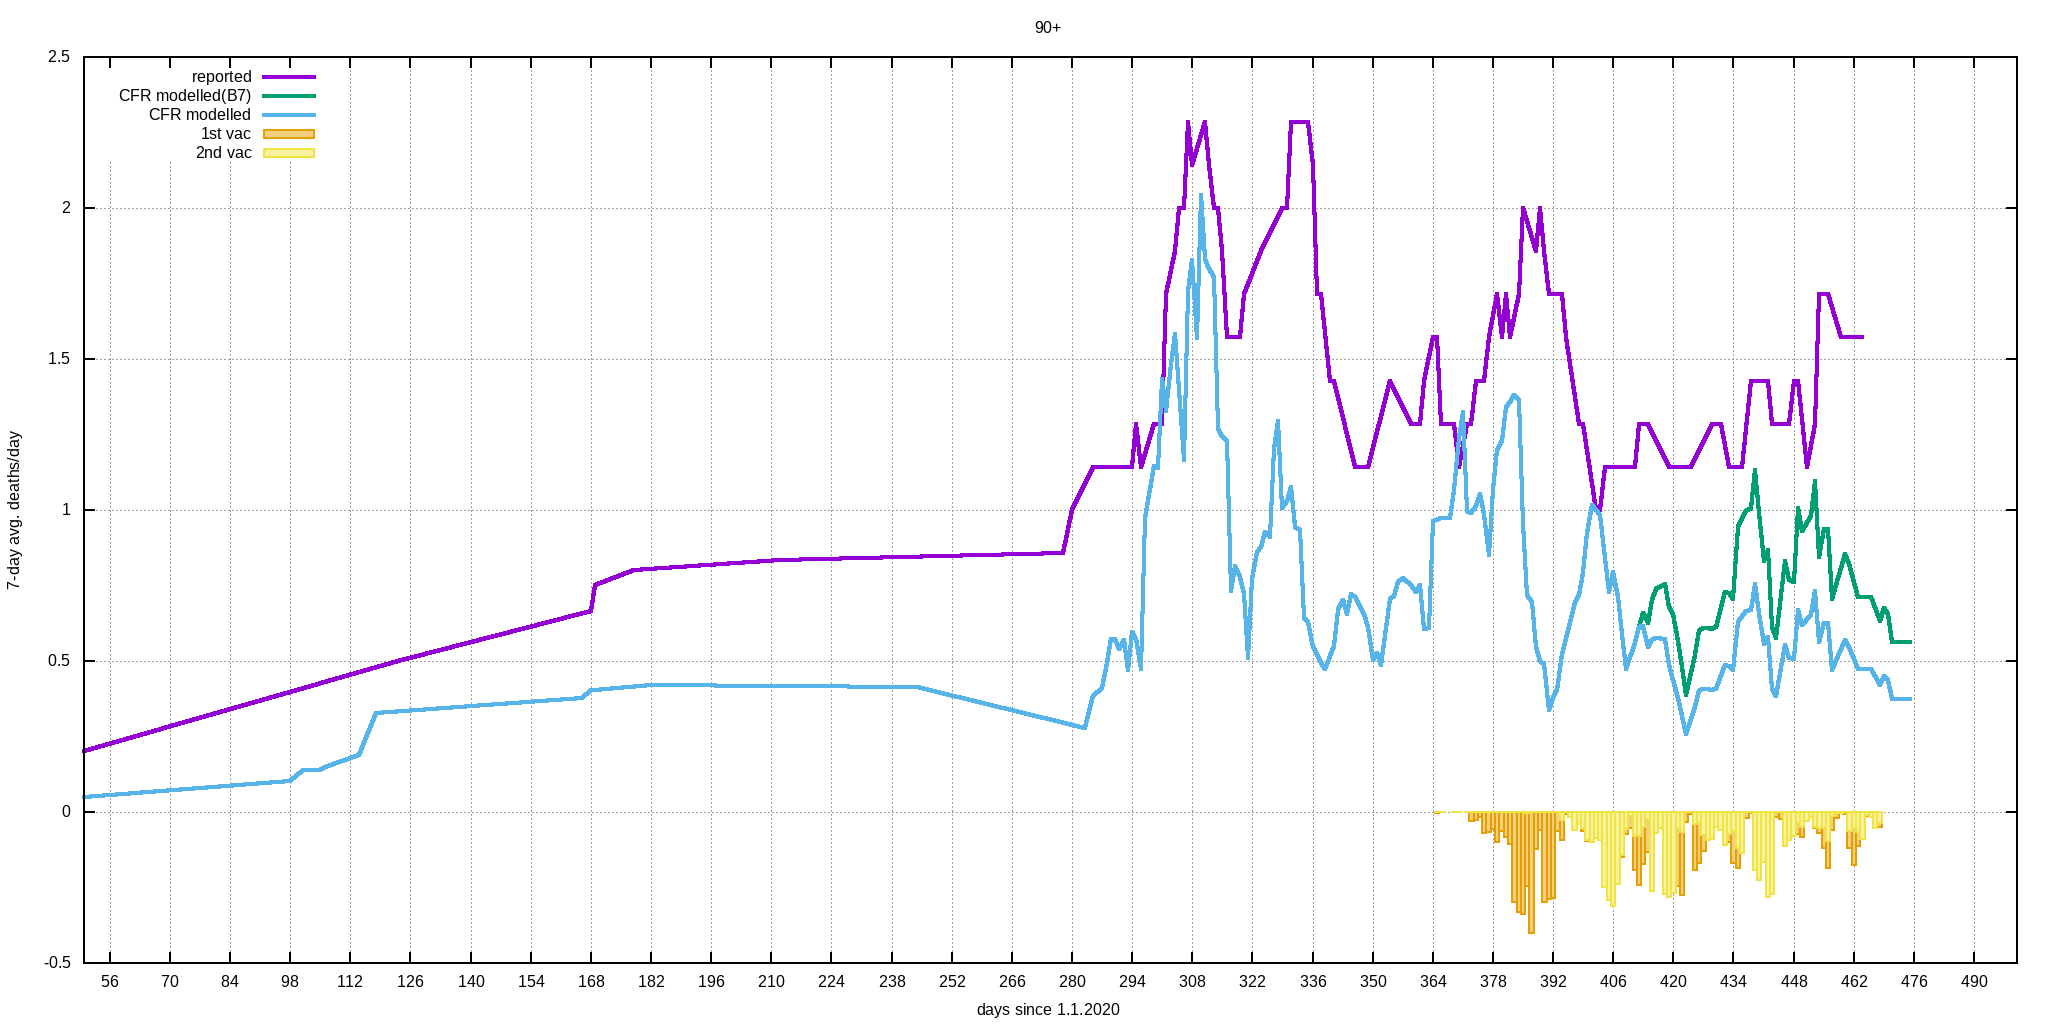 90+
reported
CFR modelled(B7)
CFR modelled
1st vac
2nd vac
2.5
2
1.5
1
0.5
0
-0.5
7-day avg. deaths/day
56 70 84 98 112 126 140 154 168 182 196 210 224 238 252 266 280 294 308 322 336 350 364 378 392 406 420 434 448 462 476 490
days since 1.1.2020